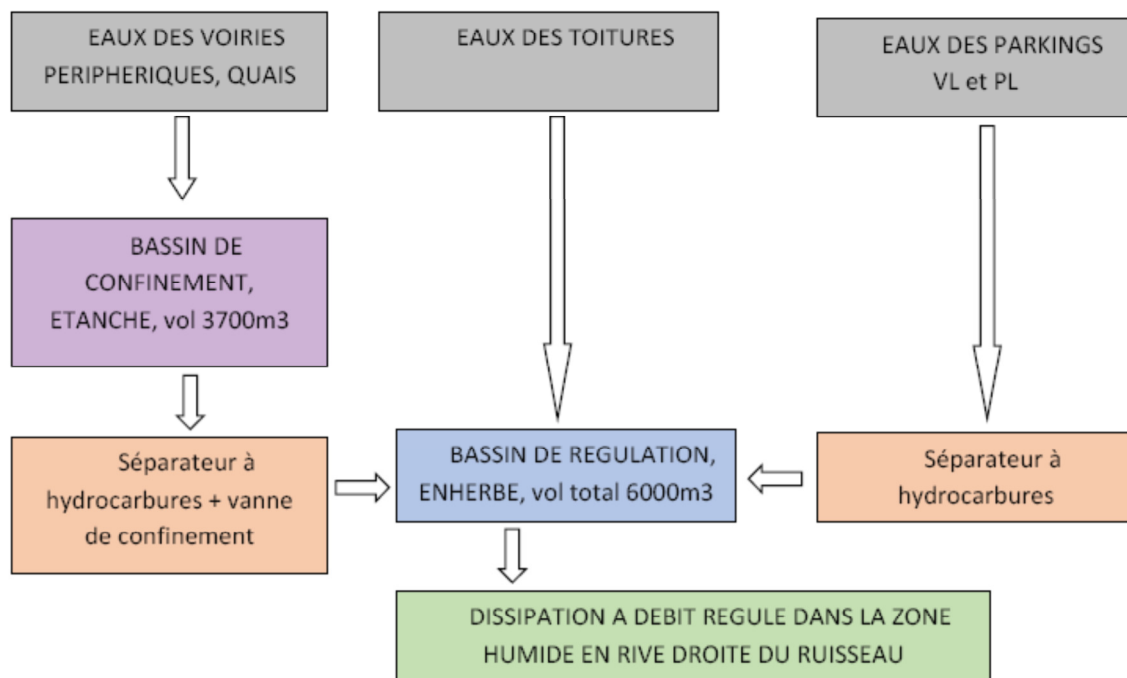 EAUX DES VOIRIES
PERIPHERIQUES, QUAIS
EAUX DES TOITURES
EAUX DES PARKINGS
VL et PL
BASSIN DE
CONFINEMENT,
ETANCHE, vol 3700m3
Séparateur à
hydrocarbures + vanne
de confinement
BASSIN DE REGULATION,
ENHERBE, vol total 6000m3
Séparateur à
hydrocarbures
DISSIPATION A DEBIT REGULE DANS LA ZONE
HUMIDE EN RIVE DROITE DU RUISSEAU